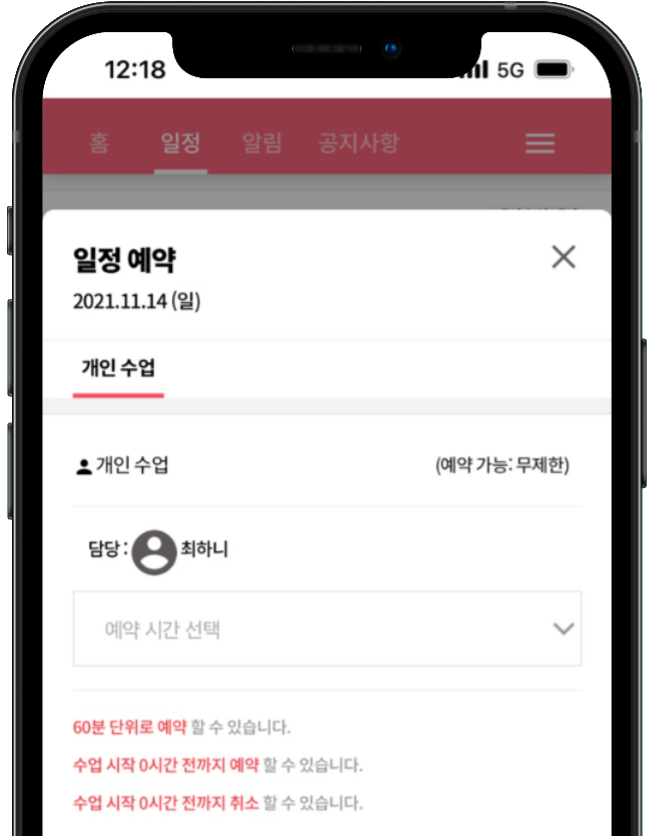 12:18 5G
홈 일정 알림 공지사항
일정 예약
2021.11.14 (일)
개인 수업
개인 수업 (예약 가능: 무제한)
담당 : 최하니
예약 시간 선택
60분 단위로 예약 할 수 있습니다.
수업 시작 0시간 전까지 예약 할 수 있습니다.
수업 시작 0시간 전까지 취소 할 수 있습니다.